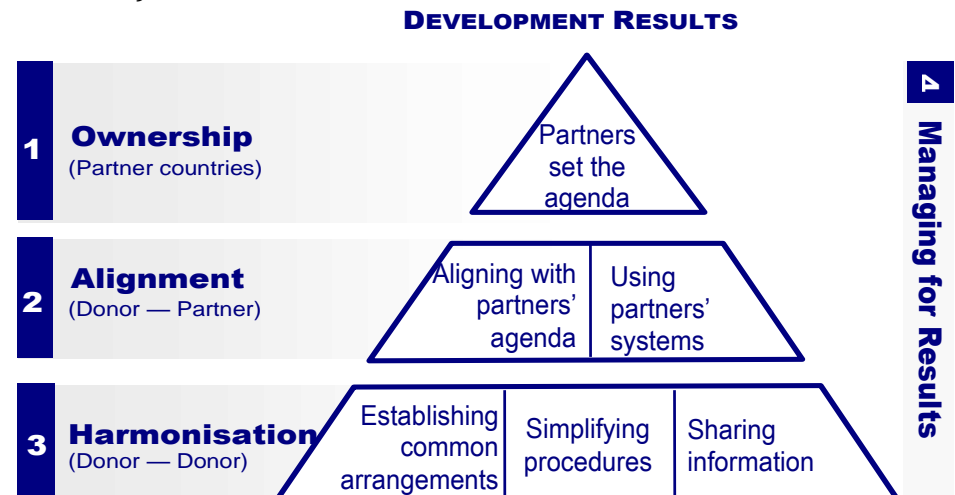 DEVELOPMENT RESULTS
1
Ownership
(Partner countries)
Partners
set the
agenda
2
Alignment
(Donor — Partner)
Aligning with
partners’
agenda
Using
partners’
systems
3
Harmonisation
(Donor — Donor)
Establishing
common
arrangements
Simplifying
procedures
Sharing
information
4 Managing for Results